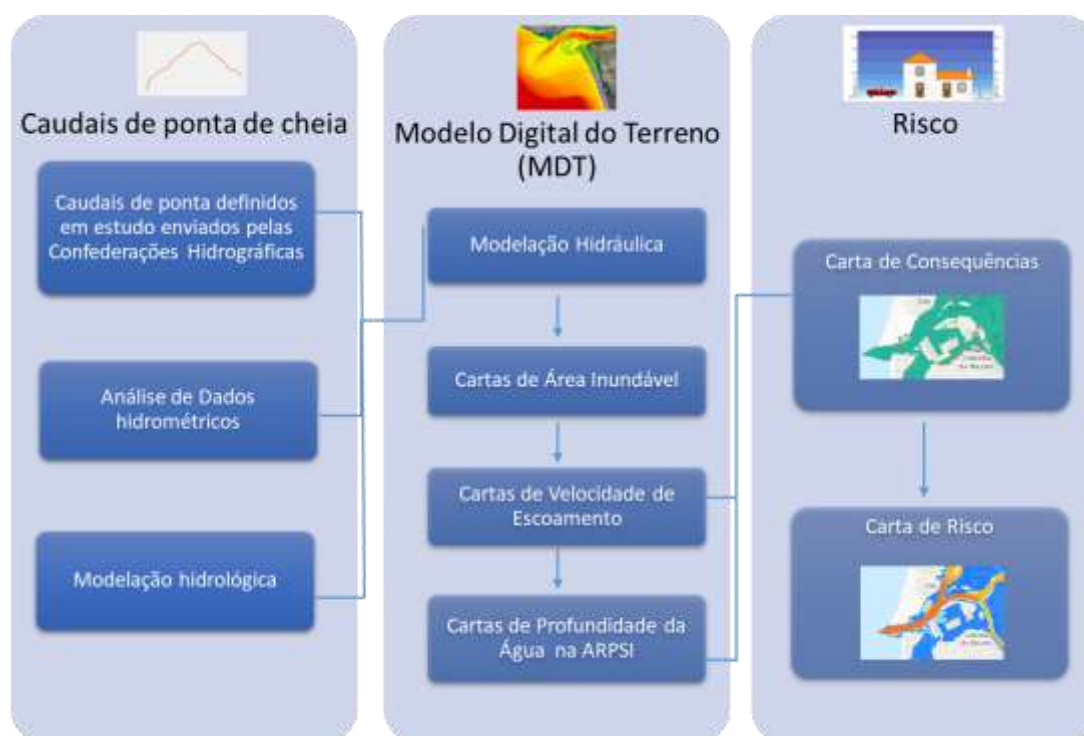 Caudais de ponta de cheia
Caudais de ponta definidos
em estudo enviados pelas
Confederações Hidrográficas
Análise de Dados
hidrométricos
Modelação hidrológica
Modelo Digital do Terreno
(MDT)
Modelação Hidráulica
Cartas de Área Inundável
Cartas de Velocidade de
Escoamento
Cartas de Profundidade da
Água na ARPSI
Risco
Carta de Consequências
Carta de Risco